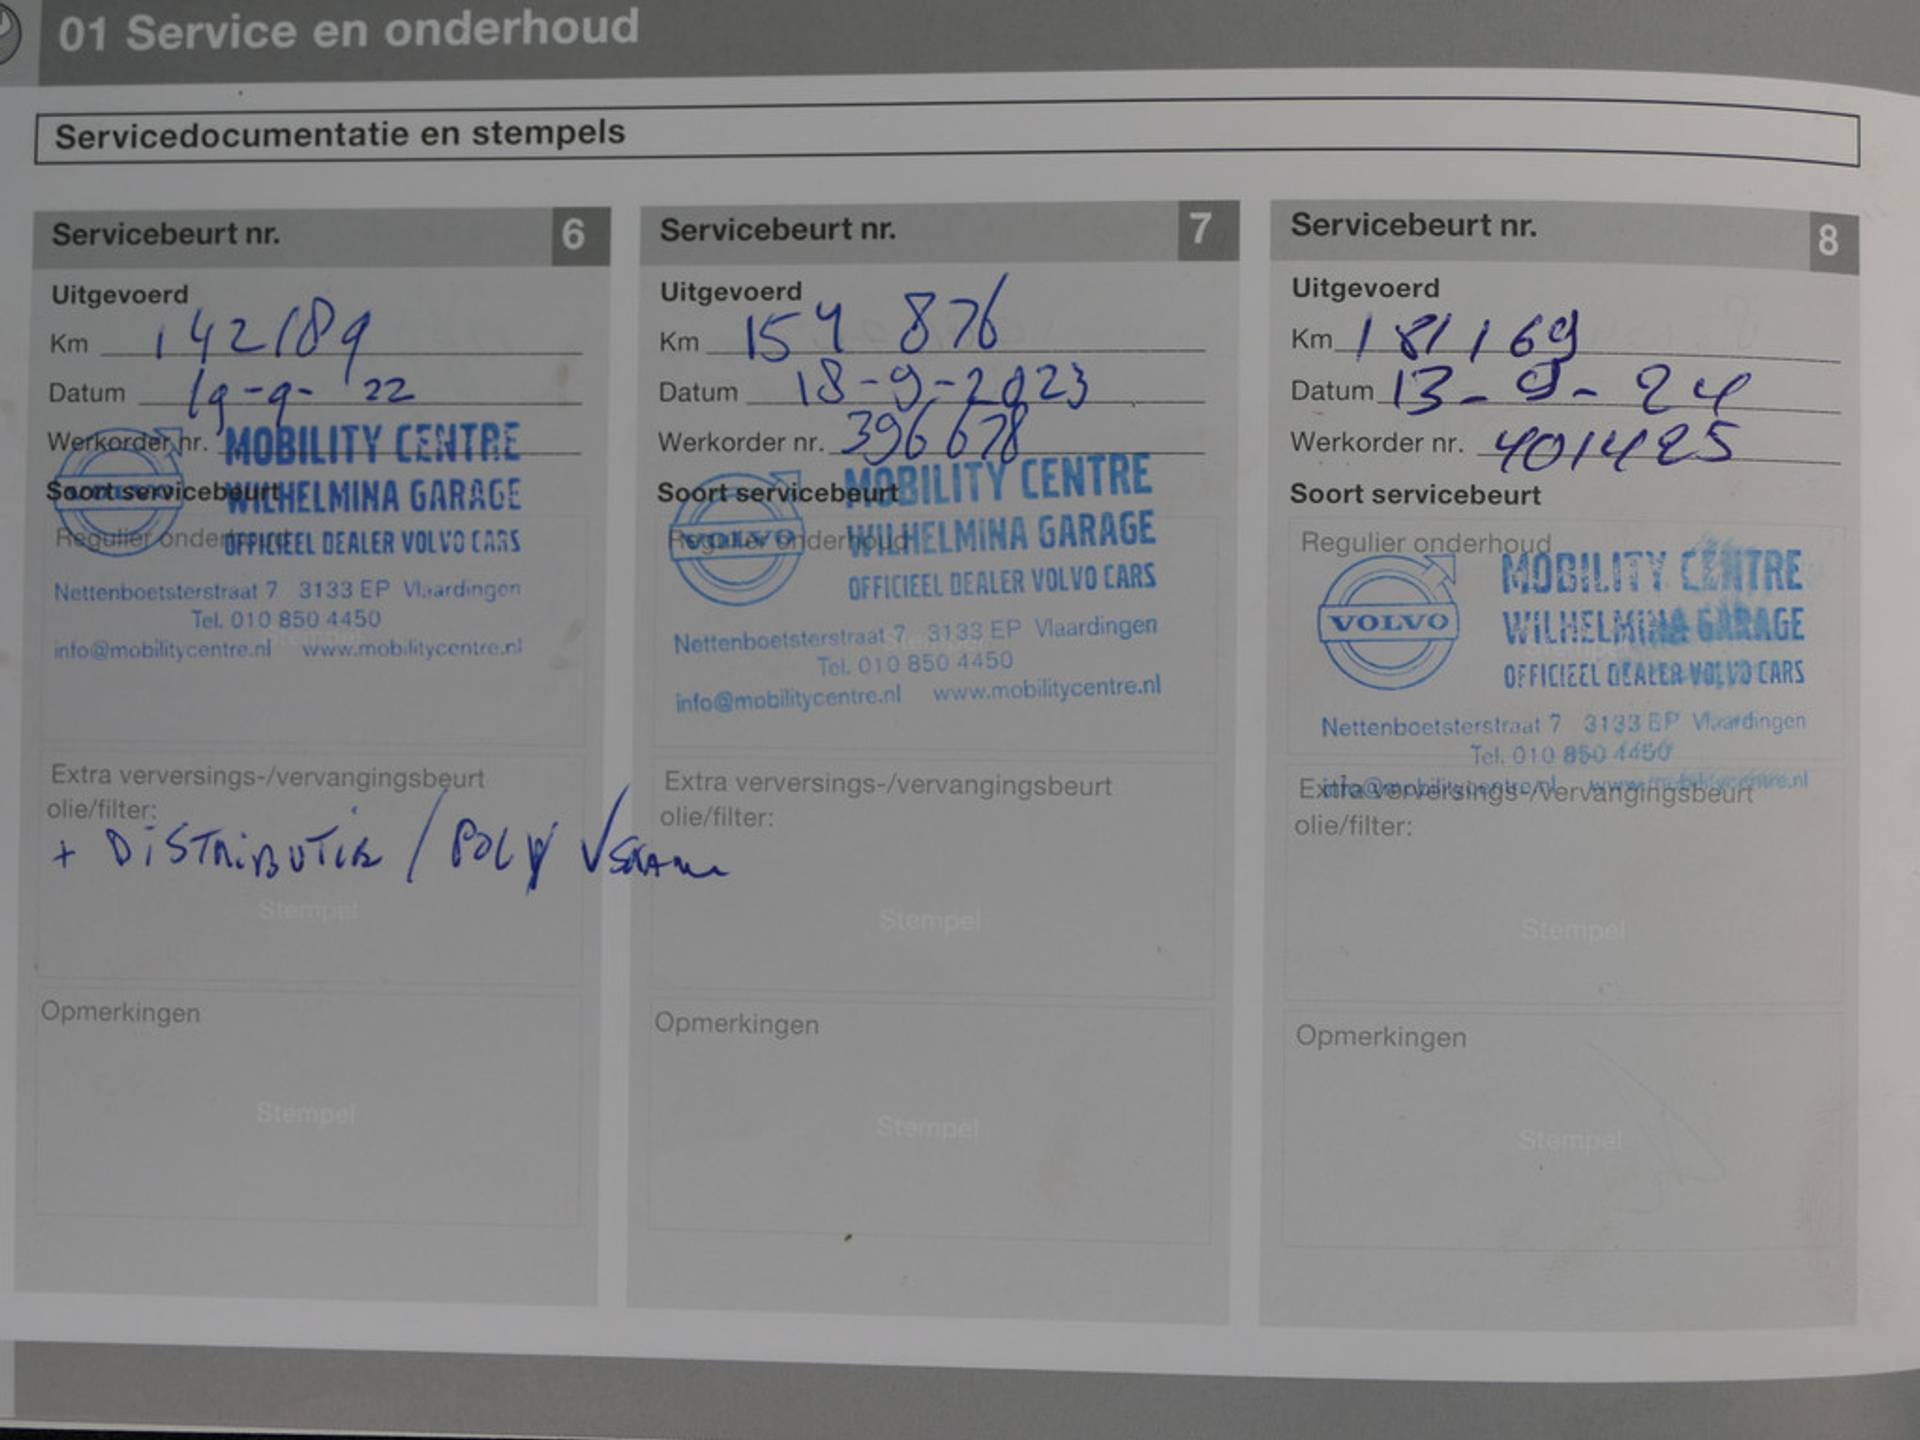 01 Service en onderhoud
Servicedocumentatie en stempels
Servicebeurt nr. 6
Uitgevoerd
Km 142189
Datum 19-9-'22
Werkorder nr.
Soort servicebeurt
Regulier onderhoud
MOBILITY CENTRE
WILHELMINA GARAGE
OFFICIEEL DEALER VOLVO CARS
Nettenboetsterstraat 7 3133 EP Vlaardingen
Tel. 010 850 4450
info@mobilitycentre.nl www.mobilitycentre.nl
Extra verversings-/vervangingsbeurt
olie/filter:
+ DISTRIBUTIE / POLY V
Stempel
Opmerkingen
Stempel
Servicebeurt nr. 7
Uitgevoerd
Km 154 876
Datum 18-9-2023
Werkorder nr. 396678
Soort servicebeurt
Regulier onderhoud
VOLVO
MOBILITY CENTRE
WILHELMINA GARAGE
OFFICIEEL DEALER VOLVO CARS
Nettenboetsterstraat 7 3133 EP Vlaardingen
Tel. 010 850 4450
info@mobilitycentre.nl www.mobilitycentre.nl
Extra verversings-/vervangingsbeurt
olie/filter:
Stempel
Opmerkingen
Stempel
Servicebeurt nr. 8
Uitgevoerd
Km 181169
Datum 13-9-24
Werkorder nr. 401425
Soort servicebeurt
Regulier onderhoud
VOLVO
MOBILITY CENTRE
WILHELMINA GARAGE
OFFICIEEL DEALER VOLVO CARS
Nettenboetsterstraat 7 3133 EP Vlaardingen
Tel. 010 850 4450
info@mobilitycentre.nl www.mobilitycentre.nl
Extra verversings-/vervangingsbeurt
olie/filter:
Stempel
Opmerkingen
Stempel